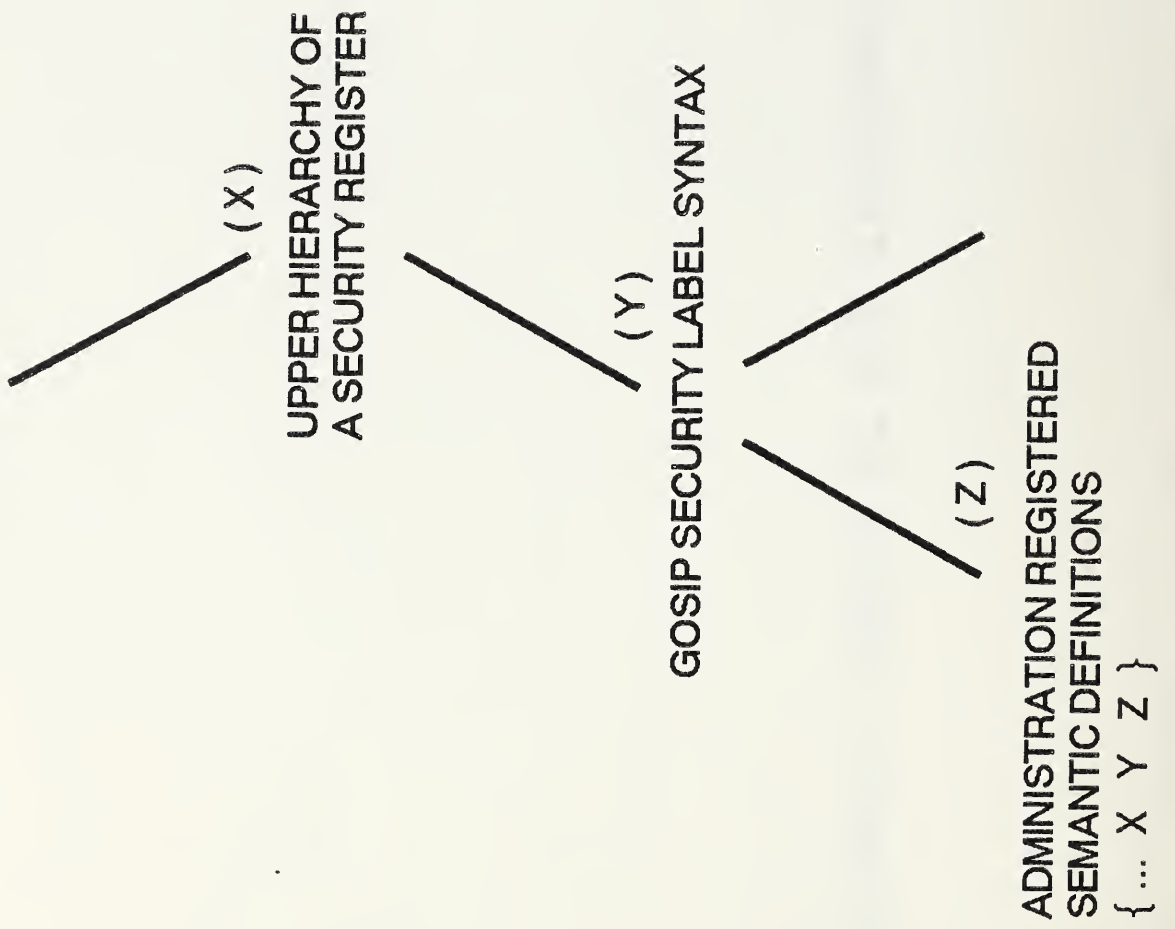 ( X )
UPPER HIERARCHY OF
A SECURITY REGISTER
( Y )
GOSIP SECURITY LABEL SYNTAX
( Z )
ADMINISTRATION REGISTERED
SEMANTIC DEFINITIONS
{ ... X Y Z }